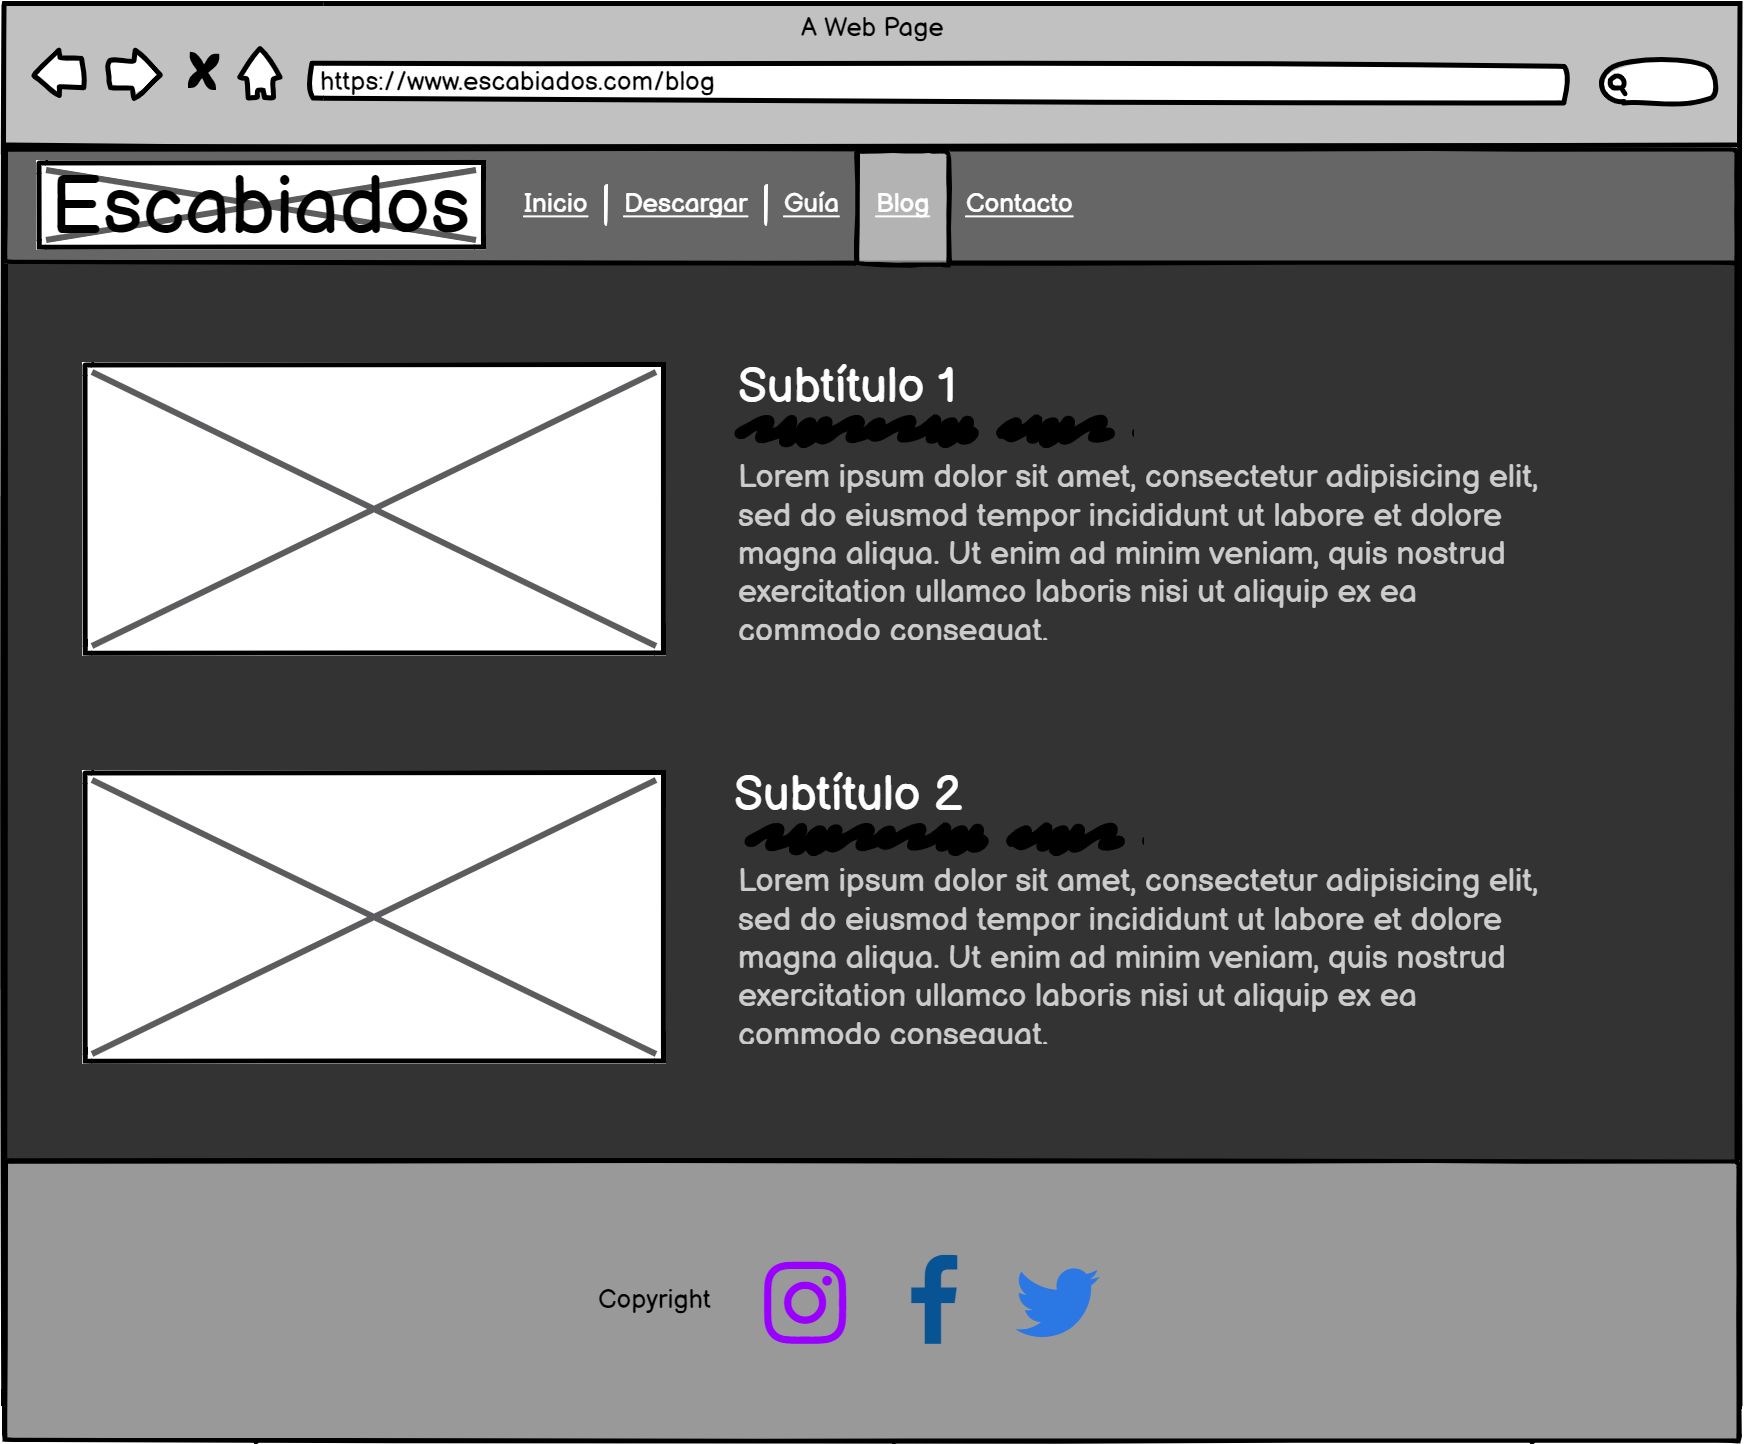 A Web Page
https://www.escabiados.com/blog
Escabiados
Inicio | Descargar | Guía Blog Contacto
Subtítulo 1
Lorem ipsum dolor sit amet, consectetur adipisicing elit,
sed do eiusmod tempor incididunt ut labore et dolore
magna aliqua. Ut enim ad minim veniam, quis nostrud
exercitation ullamco laboris nisi ut aliquip ex ea
commodo consequat.
Subtítulo 2
Lorem ipsum dolor sit amet, consectetur adipisicing elit,
sed do eiusmod tempor incididunt ut labore et dolore
magna aliqua. Ut enim ad minim veniam, quis nostrud
exercitation ullamco laboris nisi ut aliquip ex ea
commodo consequat.
Copyright